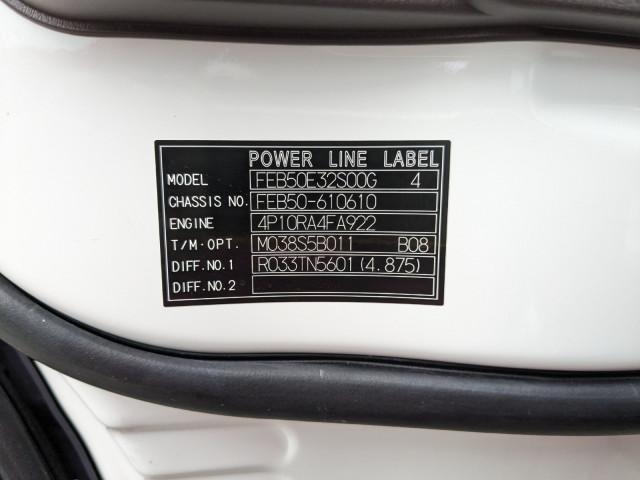 POWER LINE LABEL
MODEL FEB50E32S00G 4
CHASSIS NO. FEB50-610610
ENGINE 4P10RA4FA922
T/M·OPT. M038S5B011 B08
DIFF.NO.1 R033TN5601(4.875)
DIFF.NO.2